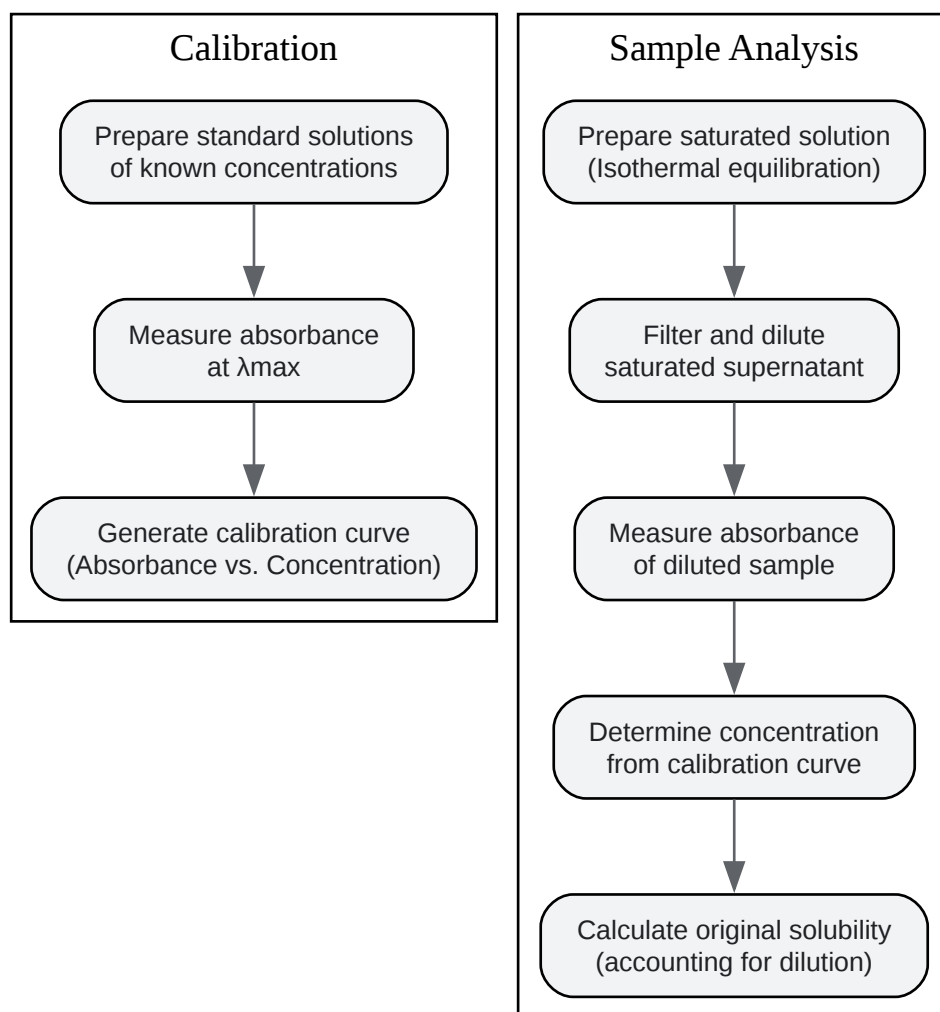 Calibration
Prepare standard solutions
of known concentrations
Measure absorbance
at λmax
Generate calibration curve
(Absorbance vs. Concentration)
Sample Analysis
Prepare saturated solution
(Isothermal equilibration)
Filter and dilute
saturated supernatant
Measure absorbance
of diluted sample
Determine concentration
from calibration curve
Calculate original solubility
(accounting for dilution)